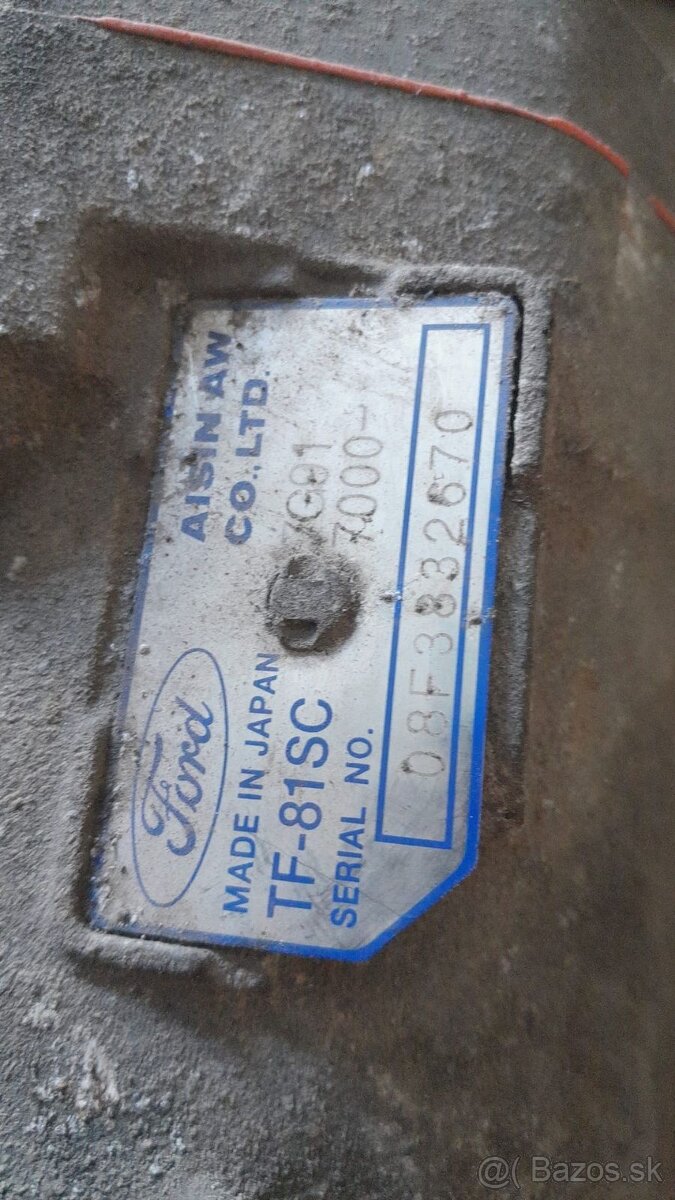 Ford
AISIN AW
CO.,LTD.
MADE IN JAPAN
TF-81SC
7G91
7000-
SERIAL NO.
08F3832670
@( Bazos.sk